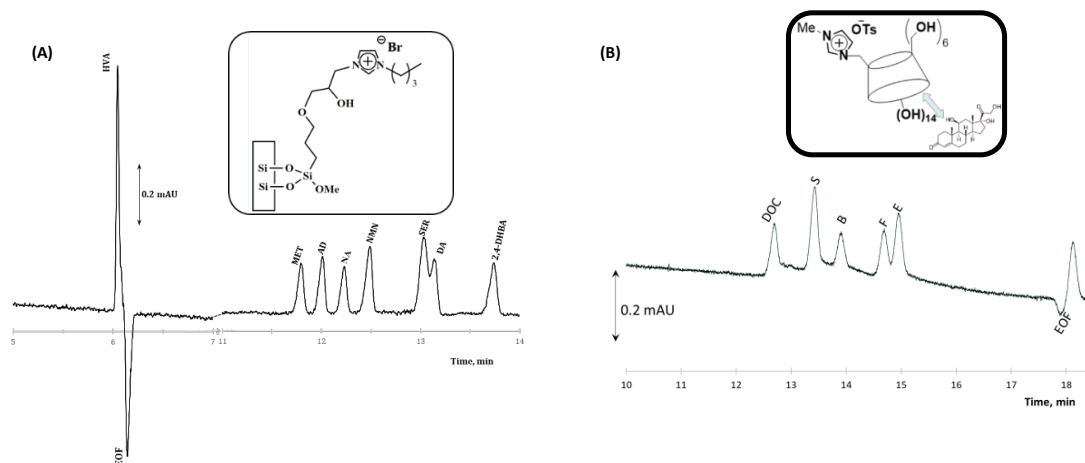 (A)
HVA
⊖ Br
N + N
( )3
OH
O
Si O Si
Si O OMe
0.2 mAU
MET
AD
NA
NMN
SER
DA
2,4-DHBA
5 6 7 11 12 13 14
Time, min
EOF
(B)
Me N + N −OTs (OH)6
(OH)14
HO O OH
OH
O
DOC
S
B
F
E
EOF
0.2 mAU
10 11 12 13 14 15 16 17 18
Time, min